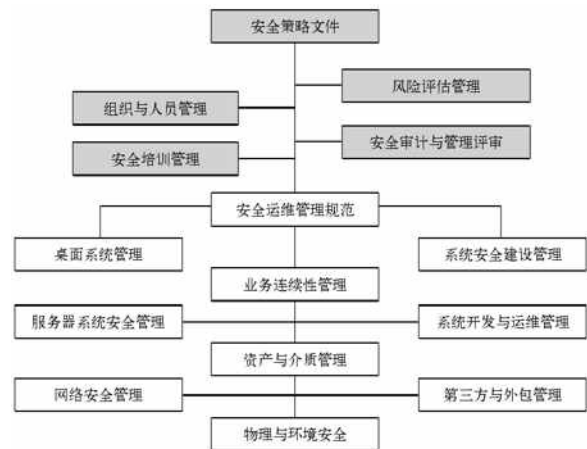 安全策略文件
风险评估管理
组织与人员管理
安全审计与管理评审
安全培训管理
安全运维管理规范
桌面系统管理
系统安全建设管理
业务连续性管理
服务器系统安全管理
系统开发与运维管理
资产与介质管理
网络安全管理
第三方与外包管理
物理与环境安全